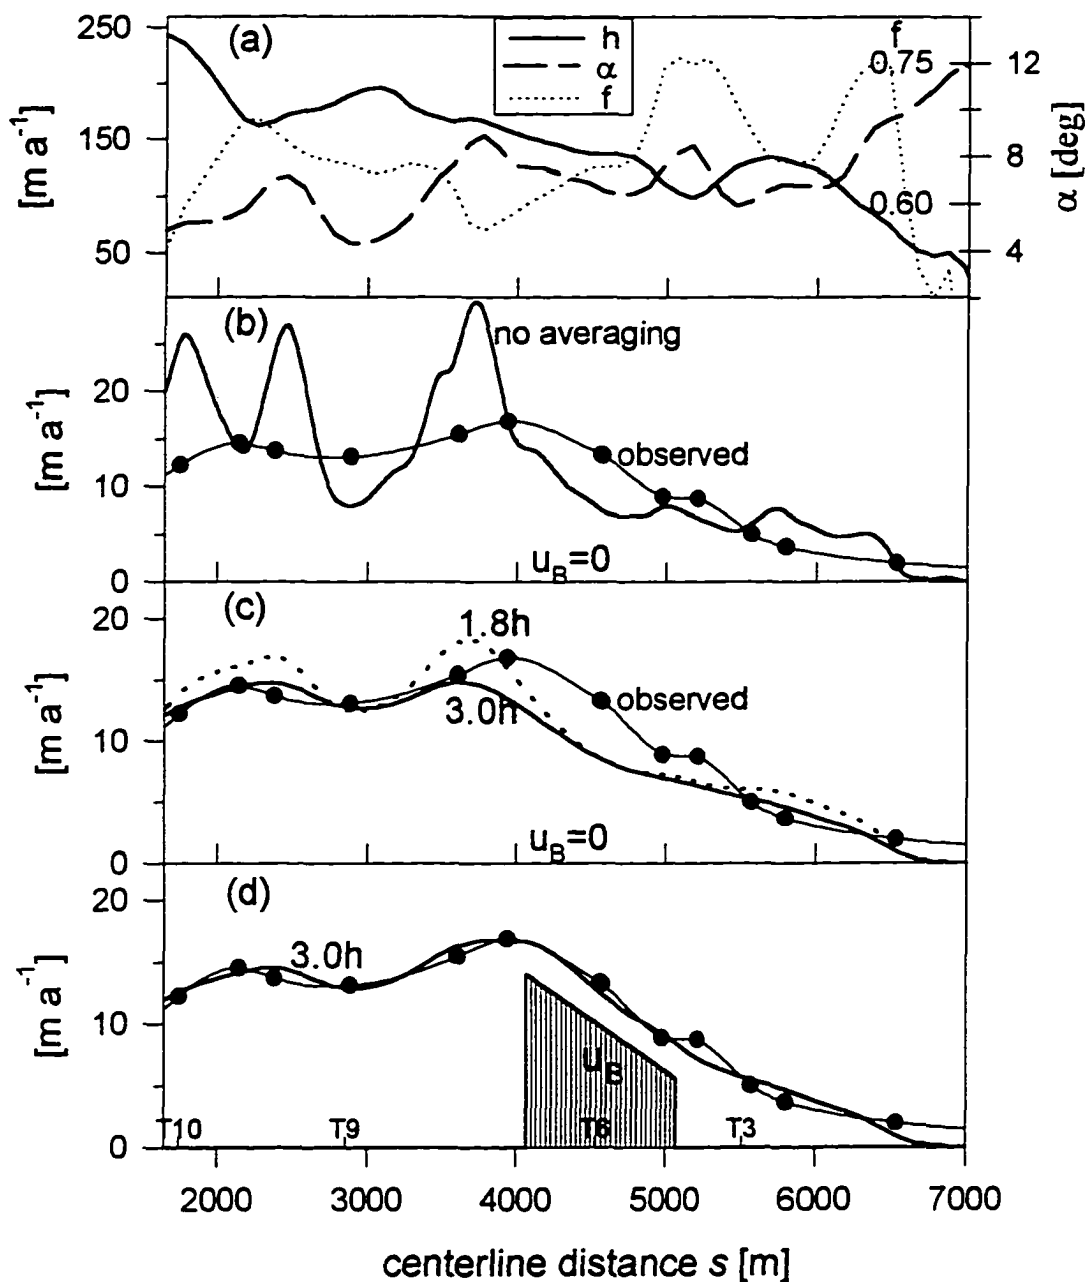 (a)
h
α
f
250
150
50
[m a⁻¹]
f
0.75
0.60
12
8
4
α [deg]
(b)
no averaging
observed
u_B=0
20
10
0
[m a⁻¹]
(c)
1.8h
3.0h
observed
u_B=0
20
10
0
[m a⁻¹]
(d)
3.0h
u_B
T10
T9
T6
T3
20
10
0
[m a⁻¹]
2000
3000
4000
5000
6000
7000
centerline distance s [m]